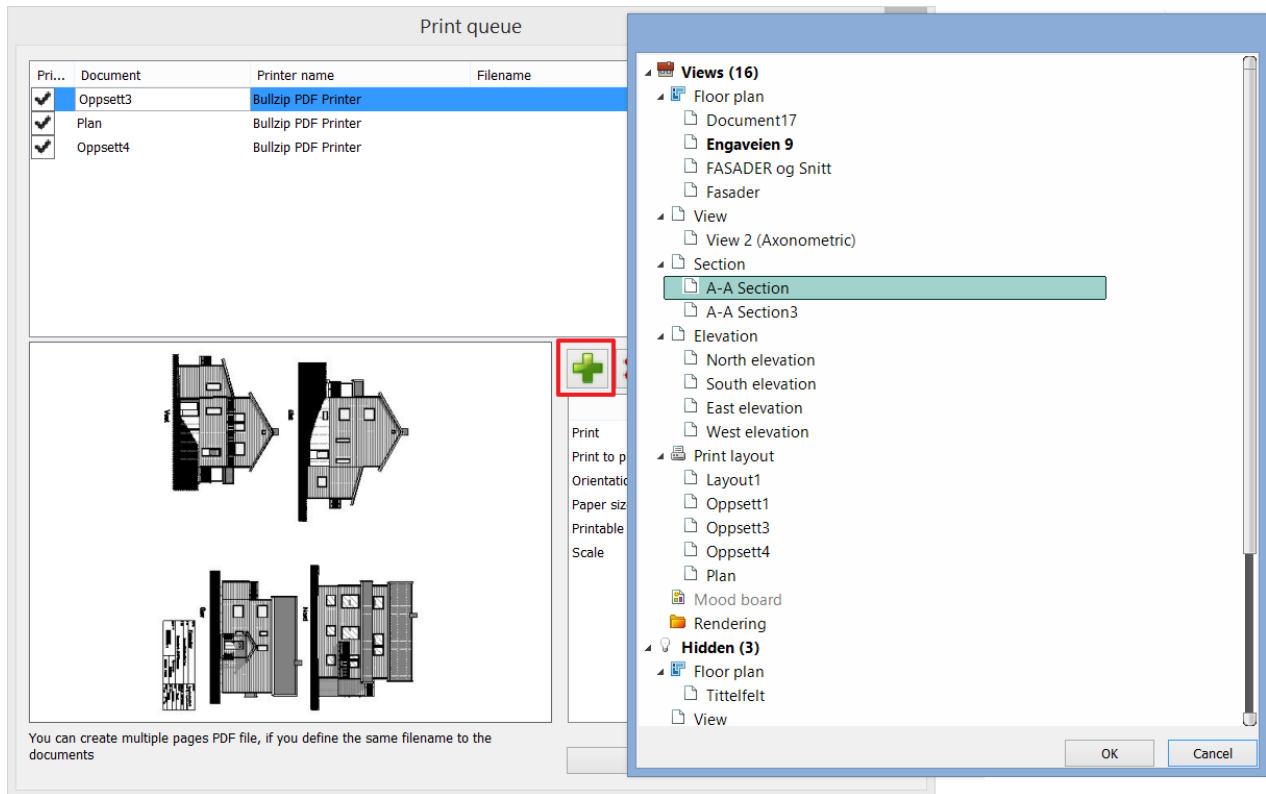 Print queue
Pri... Document Printer name Filename
Oppsett3 Bullzip PDF Printer
Plan Bullzip PDF Printer
Oppsett4 Bullzip PDF Printer
Print
Print to p
Orientatio
Paper siz
Printable
Scale
You can create multiple pages PDF file, if you define the same filename to the
documents
Views (16)
Floor plan
Document17
Engaveien 9
FASADER og Snitt
Fasader
View
View 2 (Axonometric)
Section
A-A Section
A-A Section3
Elevation
North elevation
South elevation
East elevation
West elevation
Print layout
Layout1
Oppsett1
Oppsett3
Oppsett4
Plan
Mood board
Rendering
Hidden (3)
Floor plan
Tittelfelt
View
OK Cancel